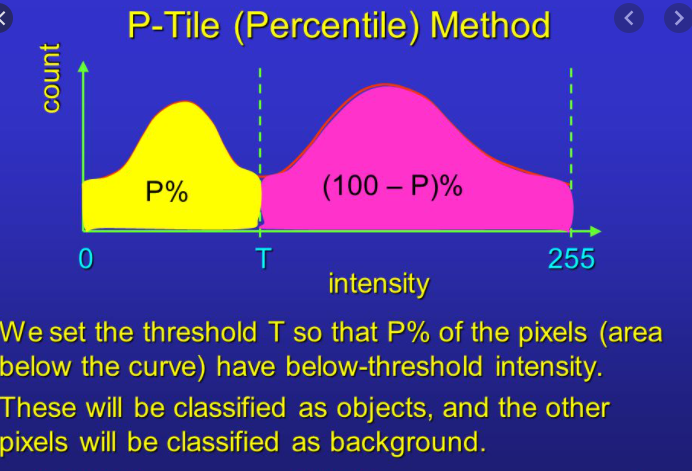 P-Tile (Percentile) Method
count
P%
(100 – P)%
0
T
255
intensity
We set the threshold T so that P% of the pixels (area
below the curve) have below-threshold intensity.
These will be classified as objects, and the other
pixels will be classified as background.